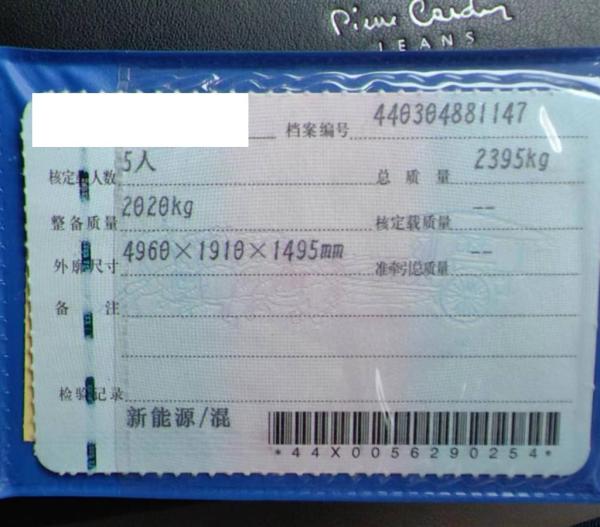 Pierre Cardin
JEANS
档案编号 440304881147
核定载人数 5人 总质量 2395kg
整备质量 2020kg 核定载质量 --
外廓尺寸 4960×1910×1495mm 准牵引总质量 --
备注
检验记录
新能源/混
*44X0056290254*